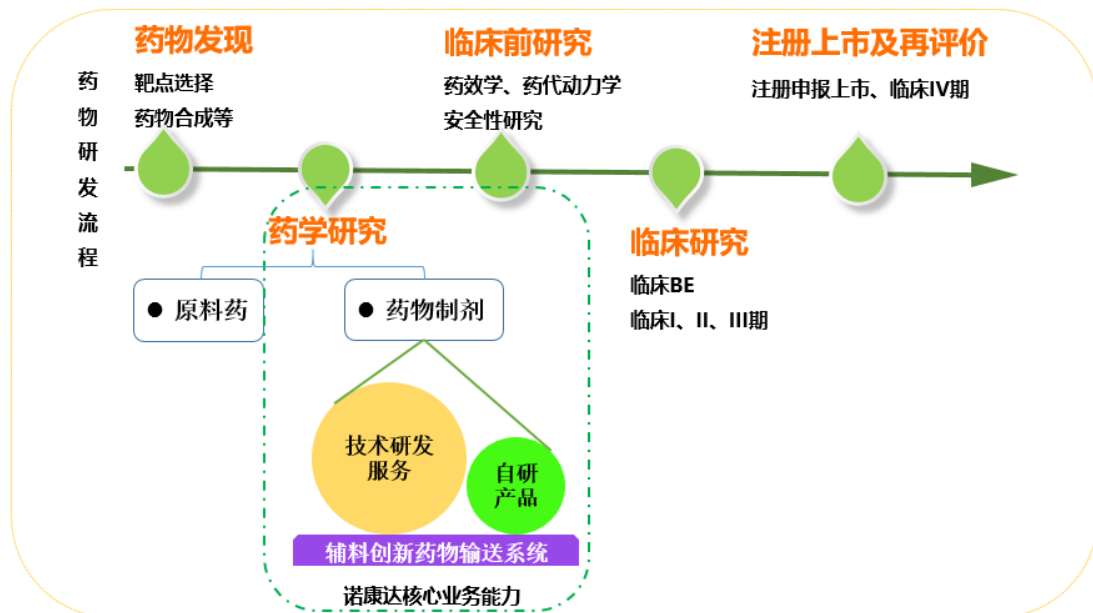 药物研发流程
药物发现
靶点选择
药物合成等
临床前研究
药效学、药代动力学
安全性研究
注册上市及再评价
注册申报上市、临床IV期
药学研究
● 原料药
● 药物制剂
临床研究
临床BE
临床I、II、III期
技术研发
服务
自研
产品
辅料创新药物输送系统
诺康达核心业务能力